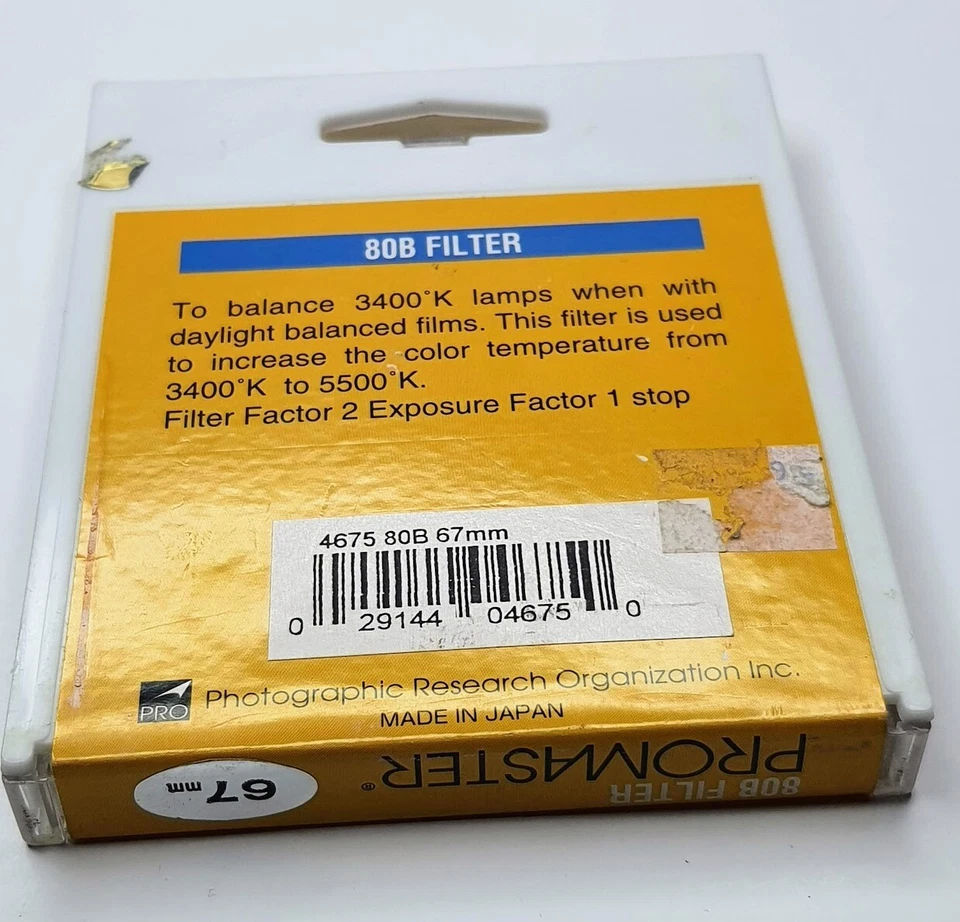 80B FILTER
To balance 3400°K lamps when with
daylight balanced films. This filter is used
to increase the color temperature from
3400°K to 5500°K.
Filter Factor 2 Exposure Factor 1 stop
4675 80B 67mm
0 29144 04675 0
PRO Photographic Research Organization Inc.
MADE IN JAPAN
PROMASTER®
80B FILTER
67mm